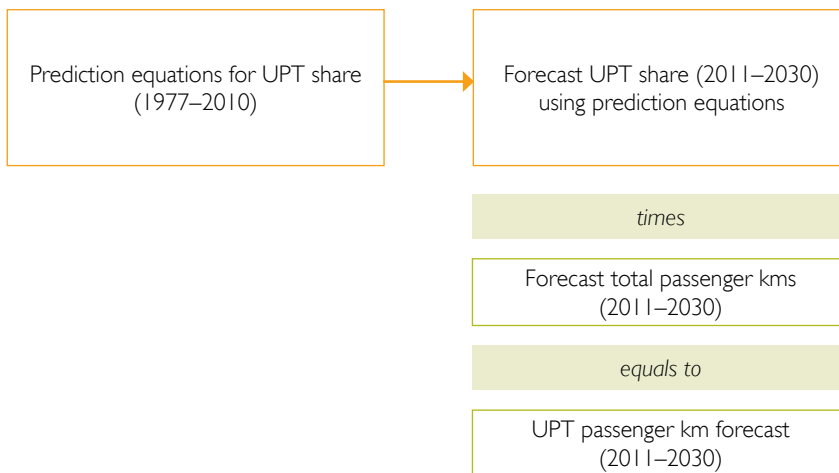 Prediction equations for UPT share
(1977–2010)
Forecast UPT share (2011–2030)
using prediction equations
times
Forecast total passenger kms
(2011–2030)
equals to
UPT passenger km forecast
(2011–2030)